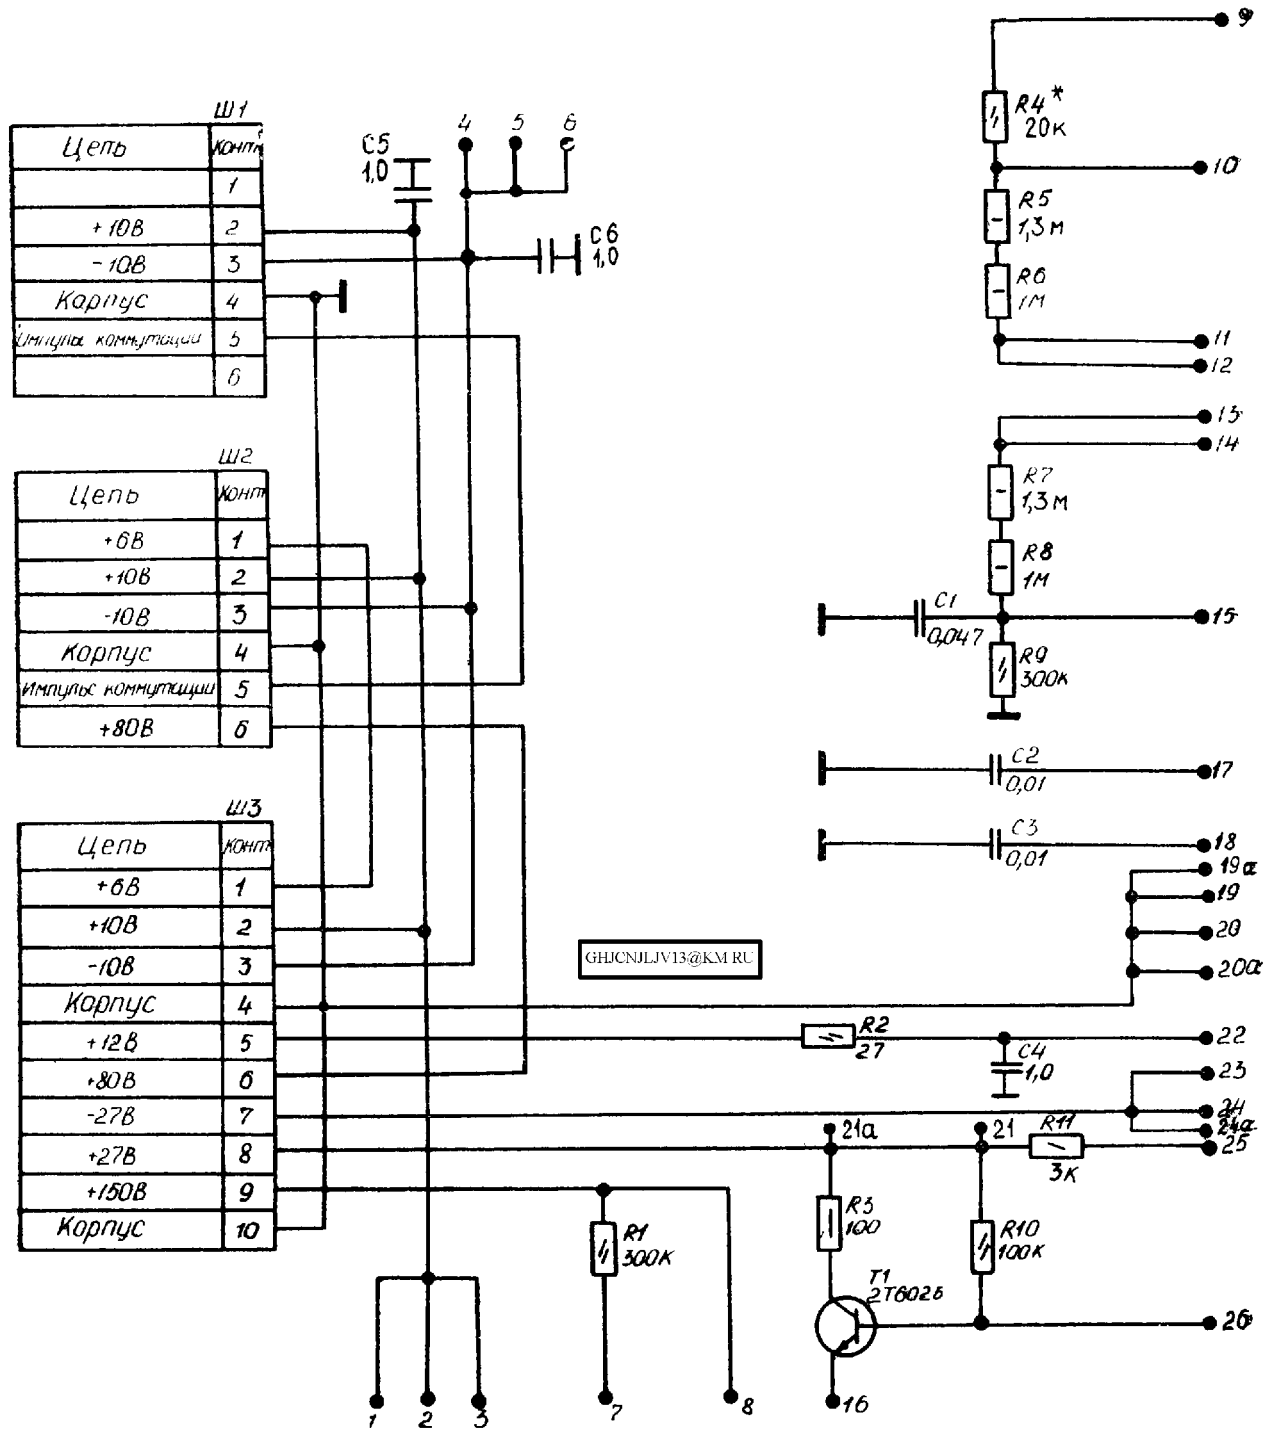 Ш1
Цепь Конт
1
+10В 2
-10В 3
Корпус 4
Импульс коммутации 5
6
Ш2
Цепь Конт
+6В 1
+10В 2
-10В 3
Корпус 4
Импульс коммутации 5
+80В 6
Ш3
Цепь Конт
+6В 1
+10В 2
-10В 3
Корпус 4
+12В 5
+80В 6
-27В 7
+27В 8
+150В 9
Корпус 10
C5
1,0
4 5 6
C6
1,0
9
R4*
20к
10
R5
1,3м
R6
1М
11
12
13
14
R7
1,3м
R8
1М
C1
0,047
15
R9
300к
C2
0,01
17
C3
0,01
18
19а
19
20
20а
GHJCNJLJV13@KM RU
R2
27
22
C4
1,0
23
24
24а
25
21а
21
R11
3к
R3
100
R10
100к
R1
300К
Т1
2Т602Б
26
1 2 3
7
8
16